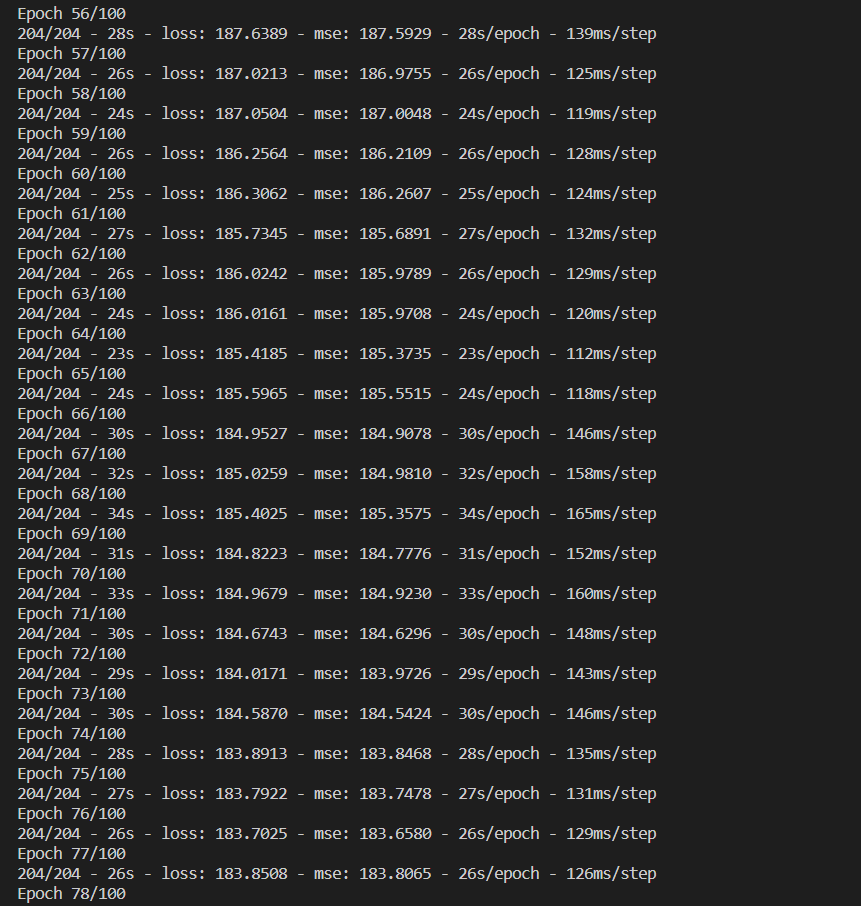 Epoch 56/100
204/204 - 28s - loss: 187.6389 - mse: 187.5929 - 28s/epoch - 139ms/step
Epoch 57/100
204/204 - 26s - loss: 187.0213 - mse: 186.9755 - 26s/epoch - 125ms/step
Epoch 58/100
204/204 - 24s - loss: 187.0504 - mse: 187.0048 - 24s/epoch - 119ms/step
Epoch 59/100
204/204 - 26s - loss: 186.2564 - mse: 186.2109 - 26s/epoch - 128ms/step
Epoch 60/100
204/204 - 25s - loss: 186.3062 - mse: 186.2607 - 25s/epoch - 124ms/step
Epoch 61/100
204/204 - 27s - loss: 185.7345 - mse: 185.6891 - 27s/epoch - 132ms/step
Epoch 62/100
204/204 - 26s - loss: 186.0242 - mse: 185.9789 - 26s/epoch - 129ms/step
Epoch 63/100
204/204 - 24s - loss: 186.0161 - mse: 185.9708 - 24s/epoch - 120ms/step
Epoch 64/100
204/204 - 23s - loss: 185.4185 - mse: 185.3735 - 23s/epoch - 112ms/step
Epoch 65/100
204/204 - 24s - loss: 185.5965 - mse: 185.5515 - 24s/epoch - 118ms/step
Epoch 66/100
204/204 - 30s - loss: 184.9527 - mse: 184.9078 - 30s/epoch - 146ms/step
Epoch 67/100
204/204 - 32s - loss: 185.0259 - mse: 184.9810 - 32s/epoch - 158ms/step
Epoch 68/100
204/204 - 34s - loss: 185.4025 - mse: 185.3575 - 34s/epoch - 165ms/step
Epoch 69/100
204/204 - 31s - loss: 184.8223 - mse: 184.7776 - 31s/epoch - 152ms/step
Epoch 70/100
204/204 - 33s - loss: 184.9679 - mse: 184.9230 - 33s/epoch - 160ms/step
Epoch 71/100
204/204 - 30s - loss: 184.6743 - mse: 184.6296 - 30s/epoch - 148ms/step
Epoch 72/100
204/204 - 29s - loss: 184.0171 - mse: 183.9726 - 29s/epoch - 143ms/step
Epoch 73/100
204/204 - 30s - loss: 184.5870 - mse: 184.5424 - 30s/epoch - 146ms/step
Epoch 74/100
204/204 - 28s - loss: 183.8913 - mse: 183.8468 - 28s/epoch - 135ms/step
Epoch 75/100
204/204 - 27s - loss: 183.7922 - mse: 183.7478 - 27s/epoch - 131ms/step
Epoch 76/100
204/204 - 26s - loss: 183.7025 - mse: 183.6580 - 26s/epoch - 129ms/step
Epoch 77/100
204/204 - 26s - loss: 183.8508 - mse: 183.8065 - 26s/epoch - 126ms/step
Epoch 78/100